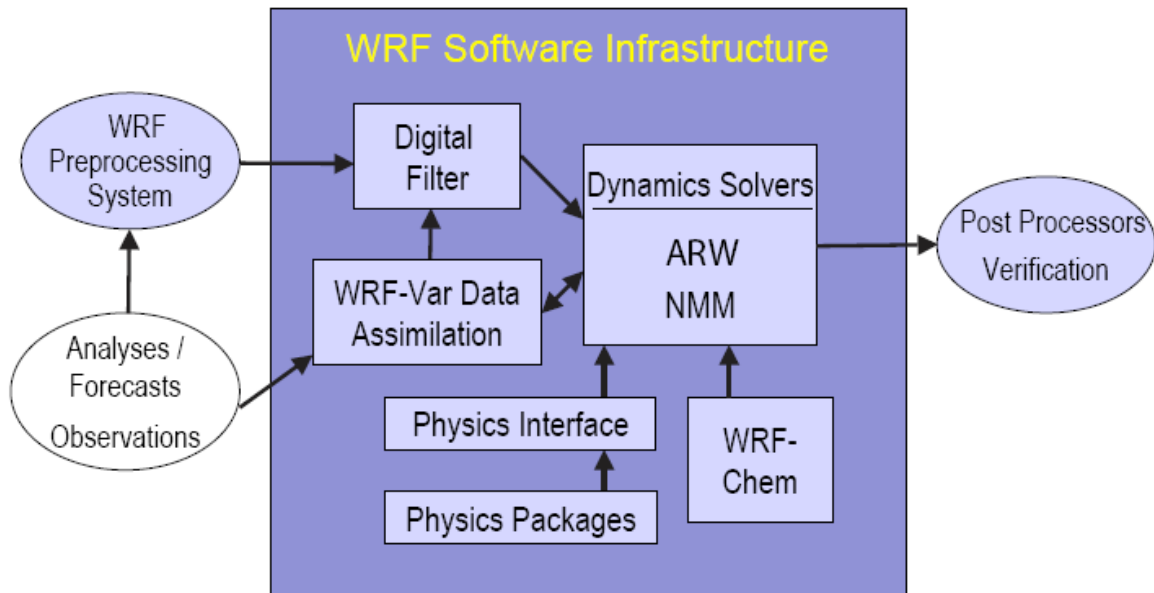 WRF Software Infrastructure
WRF
Preprocessing
System
Digital
Filter
Dynamics Solvers
ARW
NMM
Post Processors
Verification
WRF-Var Data
Assimilation
Analyses /
Forecasts
Observations
Physics Interface
WRF-
Chem
Physics Packages